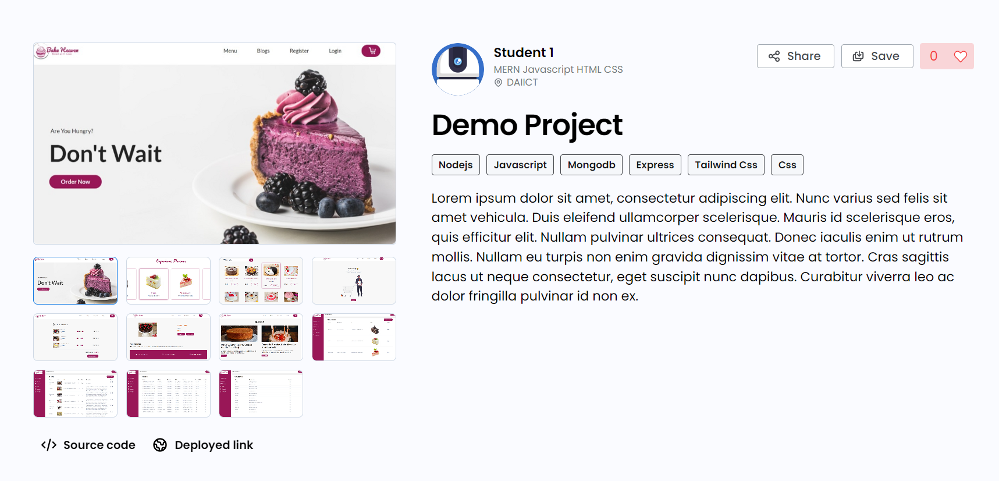 Bake Heaven
Menu
Blogs
Register
Login
Are You Hungry?
Don't Wait
Order Now
Don't Wait
Experience Flavours
BLOGS
Source code
Deployed link
Student 1
MERN Javascript HTML CSS
DAIICT
Share
Save
0
Demo Project
Nodejs
Javascript
Mongodb
Express
Tailwind Css
Css
Lorem ipsum dolor sit amet, consectetur adipiscing elit. Nunc varius sed felis sit
amet vehicula. Duis eleifend ullamcorper scelerisque. Mauris id scelerisque eros,
quis efficitur elit. Nullam pulvinar ultrices consequat. Donec iaculis enim ut rutrum
mollis. Nullam eu turpis non enim gravida dignissim vitae at tortor. Cras sagittis
lacus ut neque consectetur, eget suscipit nunc dapibus. Curabitur viverra leo ac
dolor fringilla pulvinar id non ex.